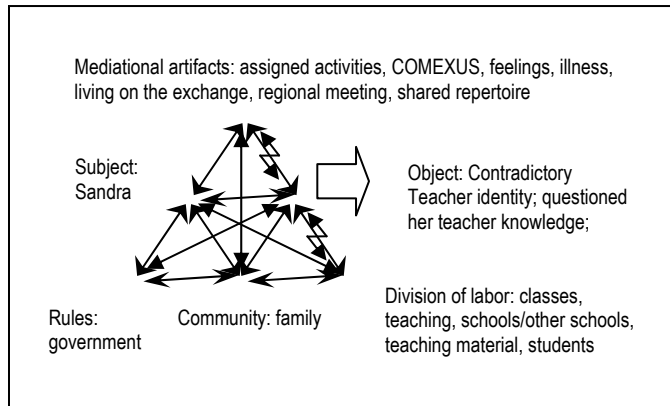 Mediational artifacts: assigned activities, COMEXUS, feelings, illness,
living on the exchange, regional meeting, shared repertoire
Subject:
Sandra
Object: Contradictory
Teacher identity; questioned
her teacher knowledge;
Rules:
government
Community: family
Division of labor: classes,
teaching, schools/other schools,
teaching material, students